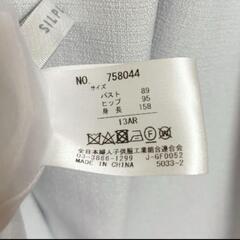 SILP
NO. 758044
サイズ
バスト 89
ヒップ 95
身長 158
13AR
全日本婦人子供服工業組合連合会
03-3866-1299 J-GF0052
MADE IN CHINA 5033-2